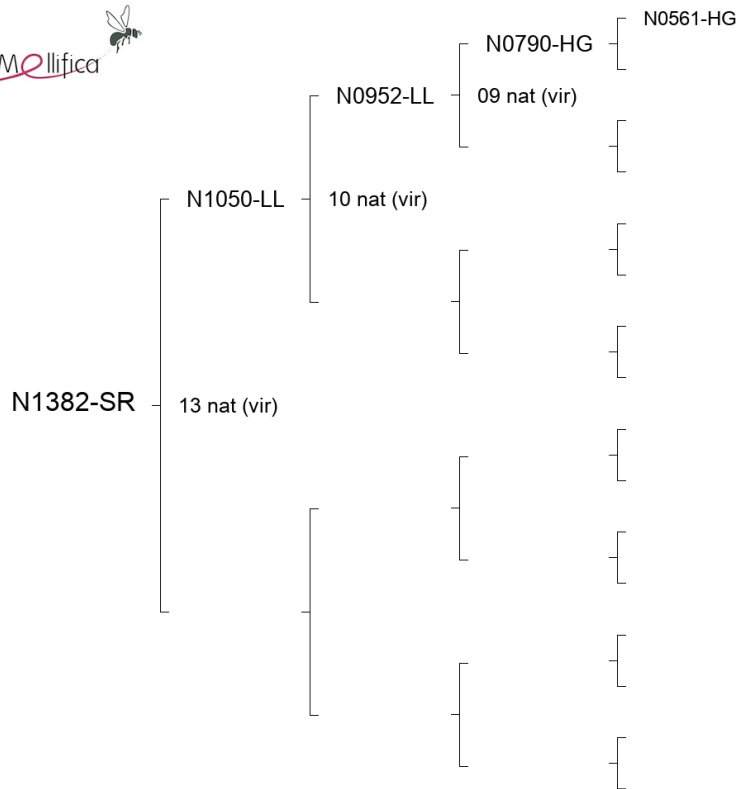 Mellifica
N0561-HG
N0790-HG
N0952-LL
09 nat (vir)
N1050-LL
10 nat (vir)
N1382-SR
13 nat (vir)